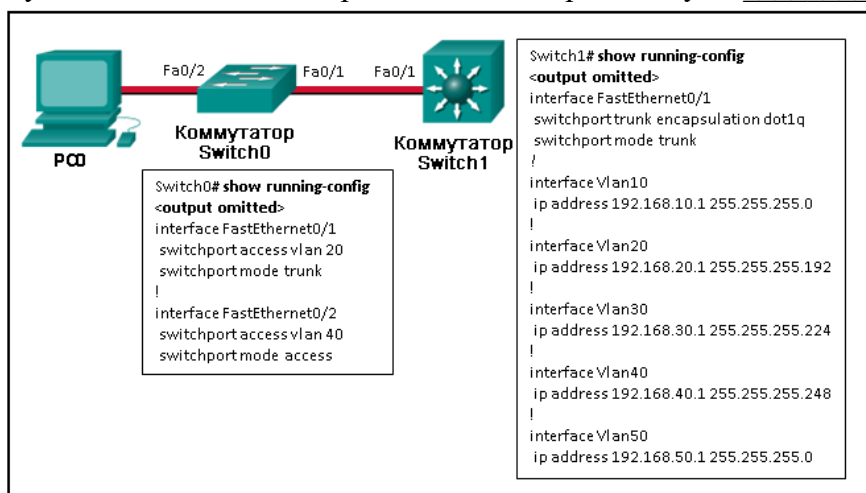 Fa0/2
Fa0/1
Fa0/1
PC0
Коммутатор
Switch0
Коммутатор
Switch1
Switch0# show running-config
<output omitted>
interface FastEthernet0/1
switchport access vlan 20
switchport mode trunk
!
interface FastEthernet0/2
switchport access vlan 40
switchport mode access
Switch1# show running-config
<output omitted>
interface FastEthernet0/1
switchport trunk encapsulation dot1q
switchport mode trunk
!
interface Vlan10
ip address 192.168.10.1 255.255.255.0
!
interface Vlan20
ip address 192.168.20.1 255.255.255.192
!
interface Vlan30
ip address 192.168.30.1 255.255.255.224
!
interface Vlan40
ip address 192.168.40.1 255.255.255.248
!
interface Vlan50
ip address 192.168.50.1 255.255.255.0